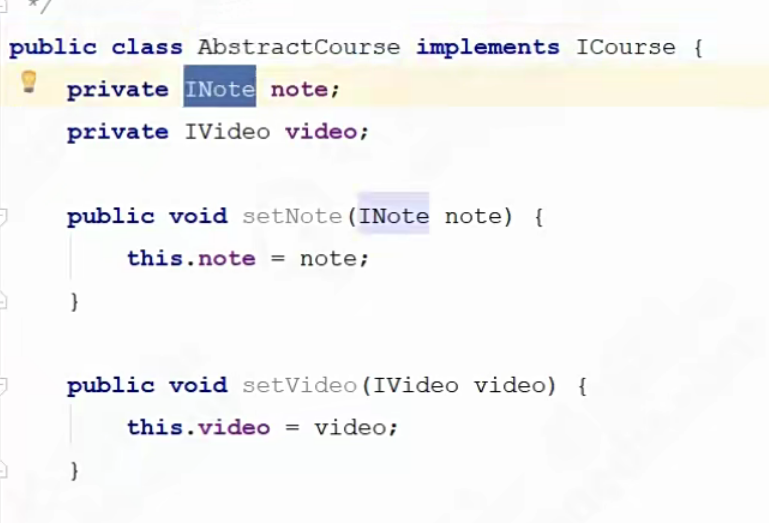 */
public class AbstractCourse implements ICourse {
private INote note;
private IVideo video;
public void setNote(INote note) {
this.note = note;
}
public void setVideo(IVideo video) {
this.video = video;
}